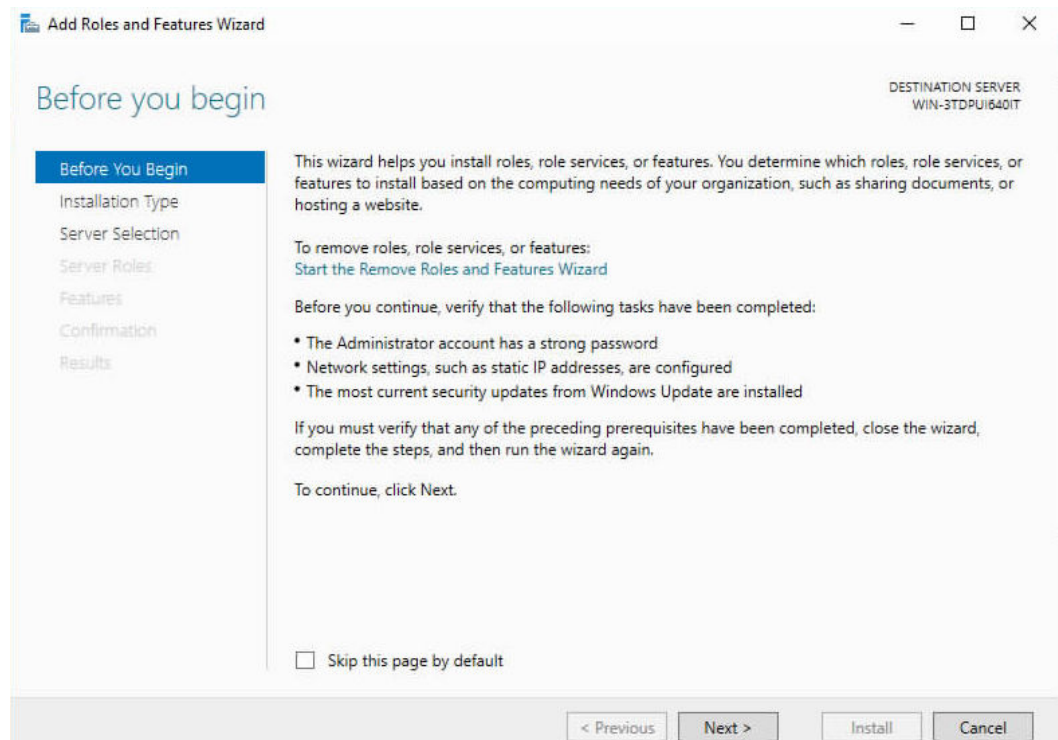 Add Roles and Features Wizard
Before you begin
DESTINATION SERVER
WIN-3TDPUI640IT
Before You Begin
Installation Type
Server Selection
Server Roles
Features
Confirmation
Results
This wizard helps you install roles, role services, or features. You determine which roles, role services, or
features to install based on the computing needs of your organization, such as sharing documents, or
hosting a website.
To remove roles, role services, or features:
Start the Remove Roles and Features Wizard
Before you continue, verify that the following tasks have been completed:
• The Administrator account has a strong password
• Network settings, such as static IP addresses, are configured
• The most current security updates from Windows Update are installed
If you must verify that any of the preceding prerequisites have been completed, close the wizard,
complete the steps, and then run the wizard again.
To continue, click Next.
Skip this page by default
< Previous
Next >
Install
Cancel